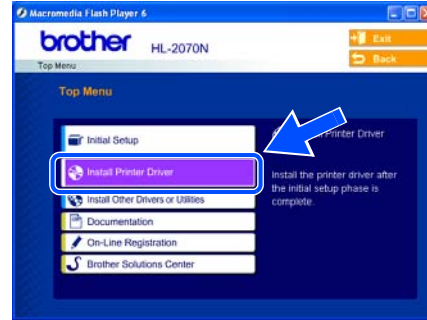 Macromedia Flash Player 6
brother HL-2070N
Exit
Back
Top Menu
Top Menu
Initial Setup
Install Printer Driver
Install Other Drivers or Utilities
Documentation
On-Line Registration
Brother Solutions Center
Printer Driver
Install the printer driver after
the initial setup phase is
complete.